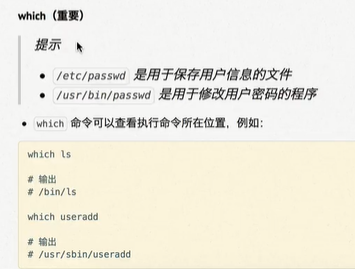 which（重要）
提示
• /etc/passwd 是用于保存用户信息的文件
• /usr/bin/passwd 是用于修改用户密码的程序
• which 命令可以查看执行命令所在位置，例如：
which ls
# 输出
# /bin/ls
which useradd
# 输出
# /usr/sbin/useradd